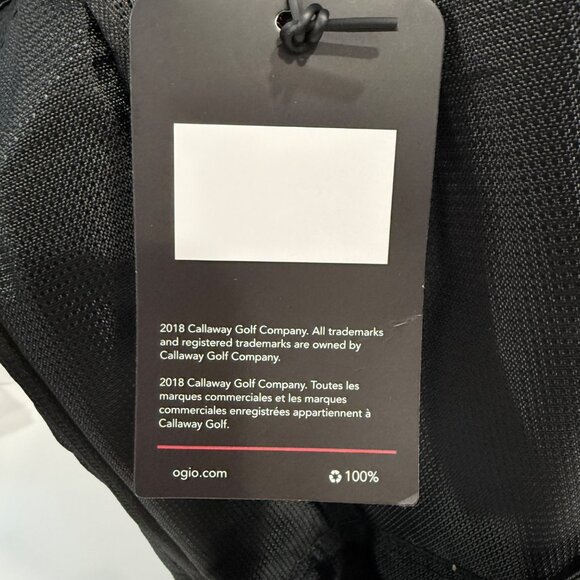 2018 Callaway Golf Company. All trademarks
and registered trademarks are owned by
Callaway Golf Company.
2018 Callaway Golf Company. Toutes les
marques commerciales et les marques
commerciales enregistrées appartiennent à
Callaway Golf.
ogio.com
♻ 100%